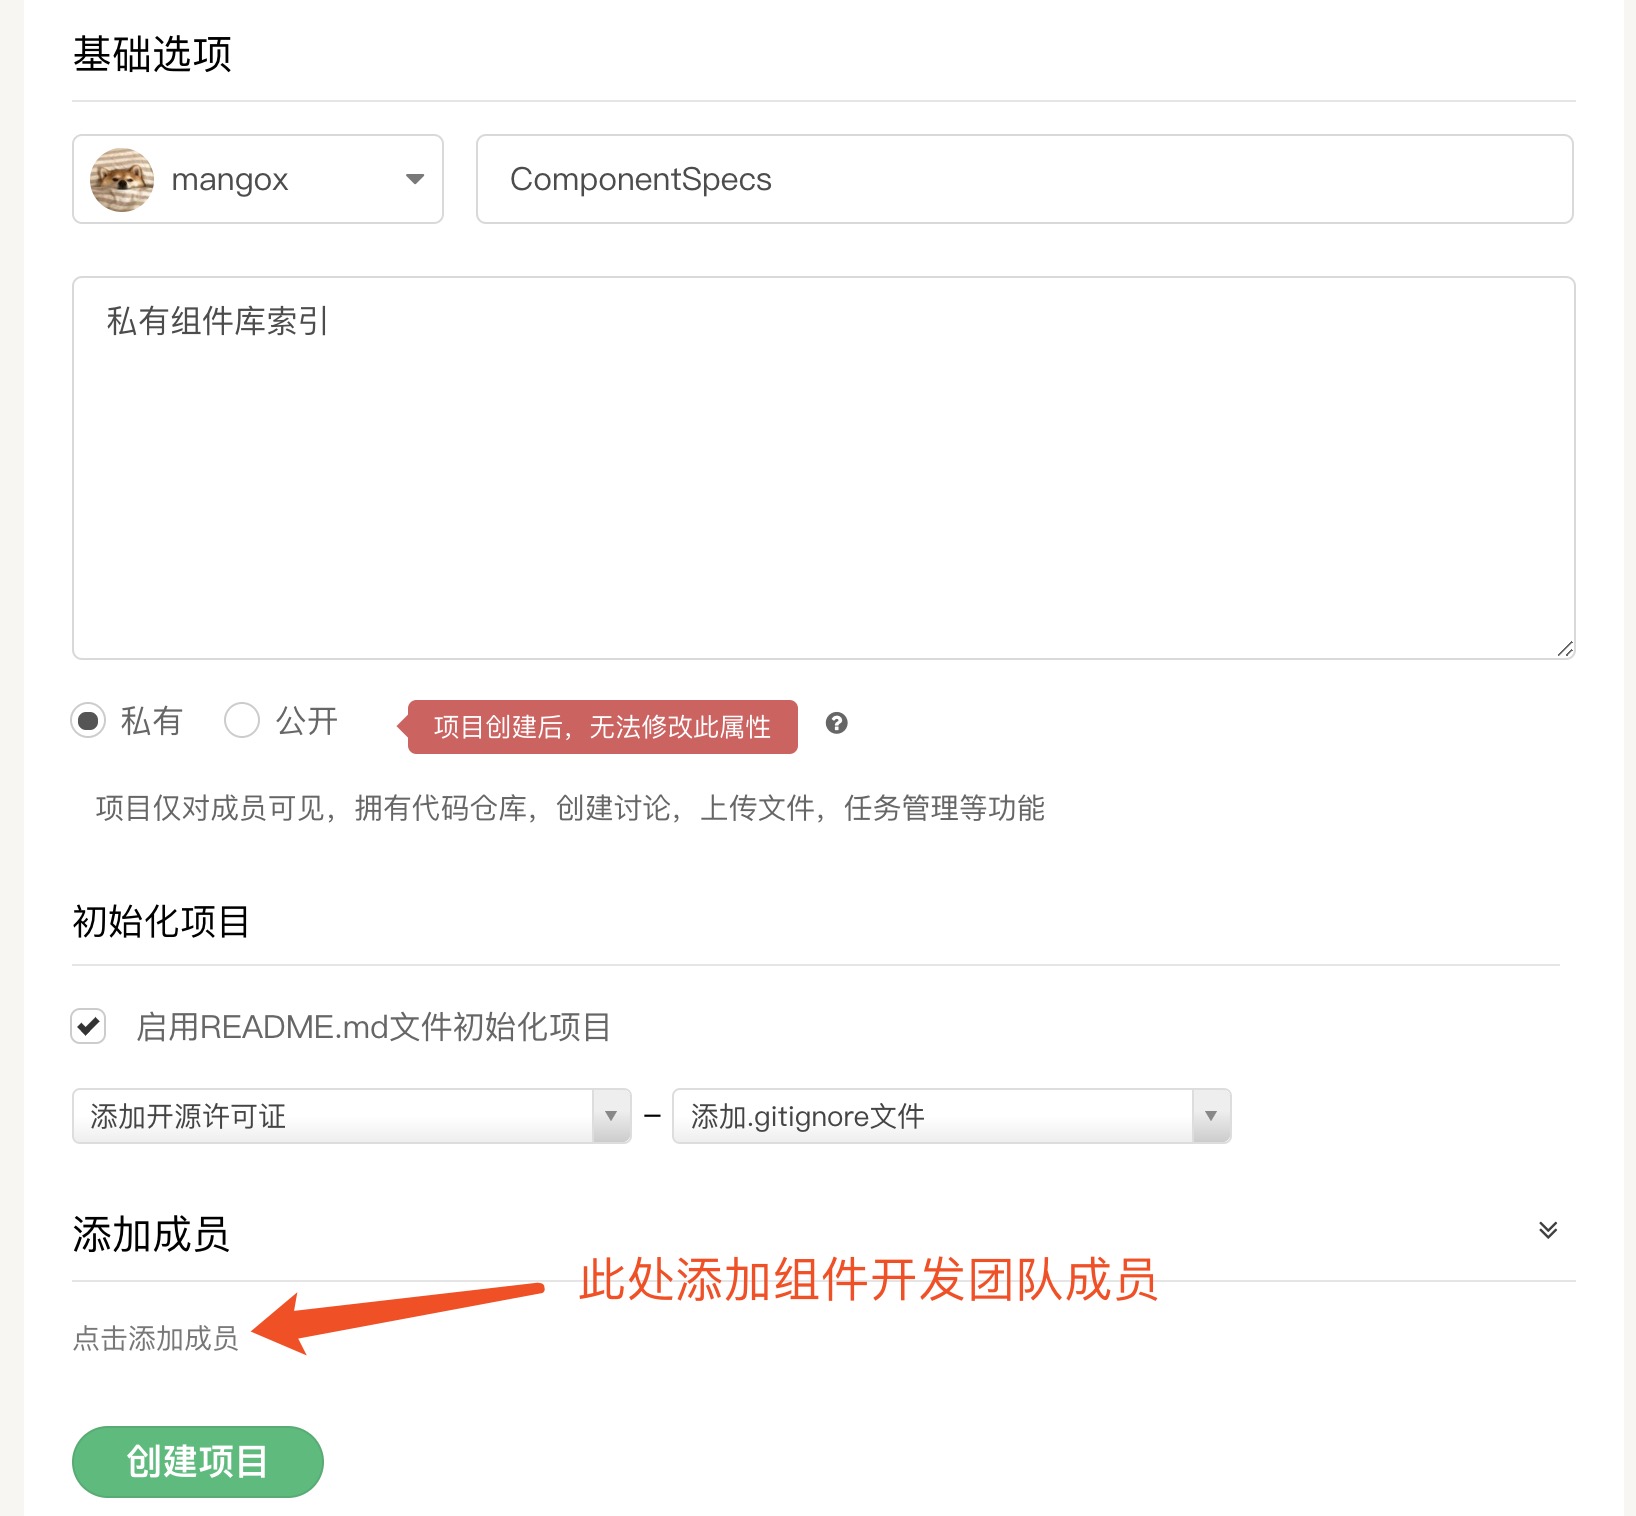 基础选项
mangox
ComponentSpecs
私有组件库索引
私有 公开 项目创建后，无法修改此属性 ?
项目仅对成员可见，拥有代码仓库，创建讨论，上传文件，任务管理等功能
初始化项目
启用README.md文件初始化项目
添加开源许可证 – 添加.gitignore文件
添加成员
此处添加组件开发团队成员
点击添加成员
创建项目